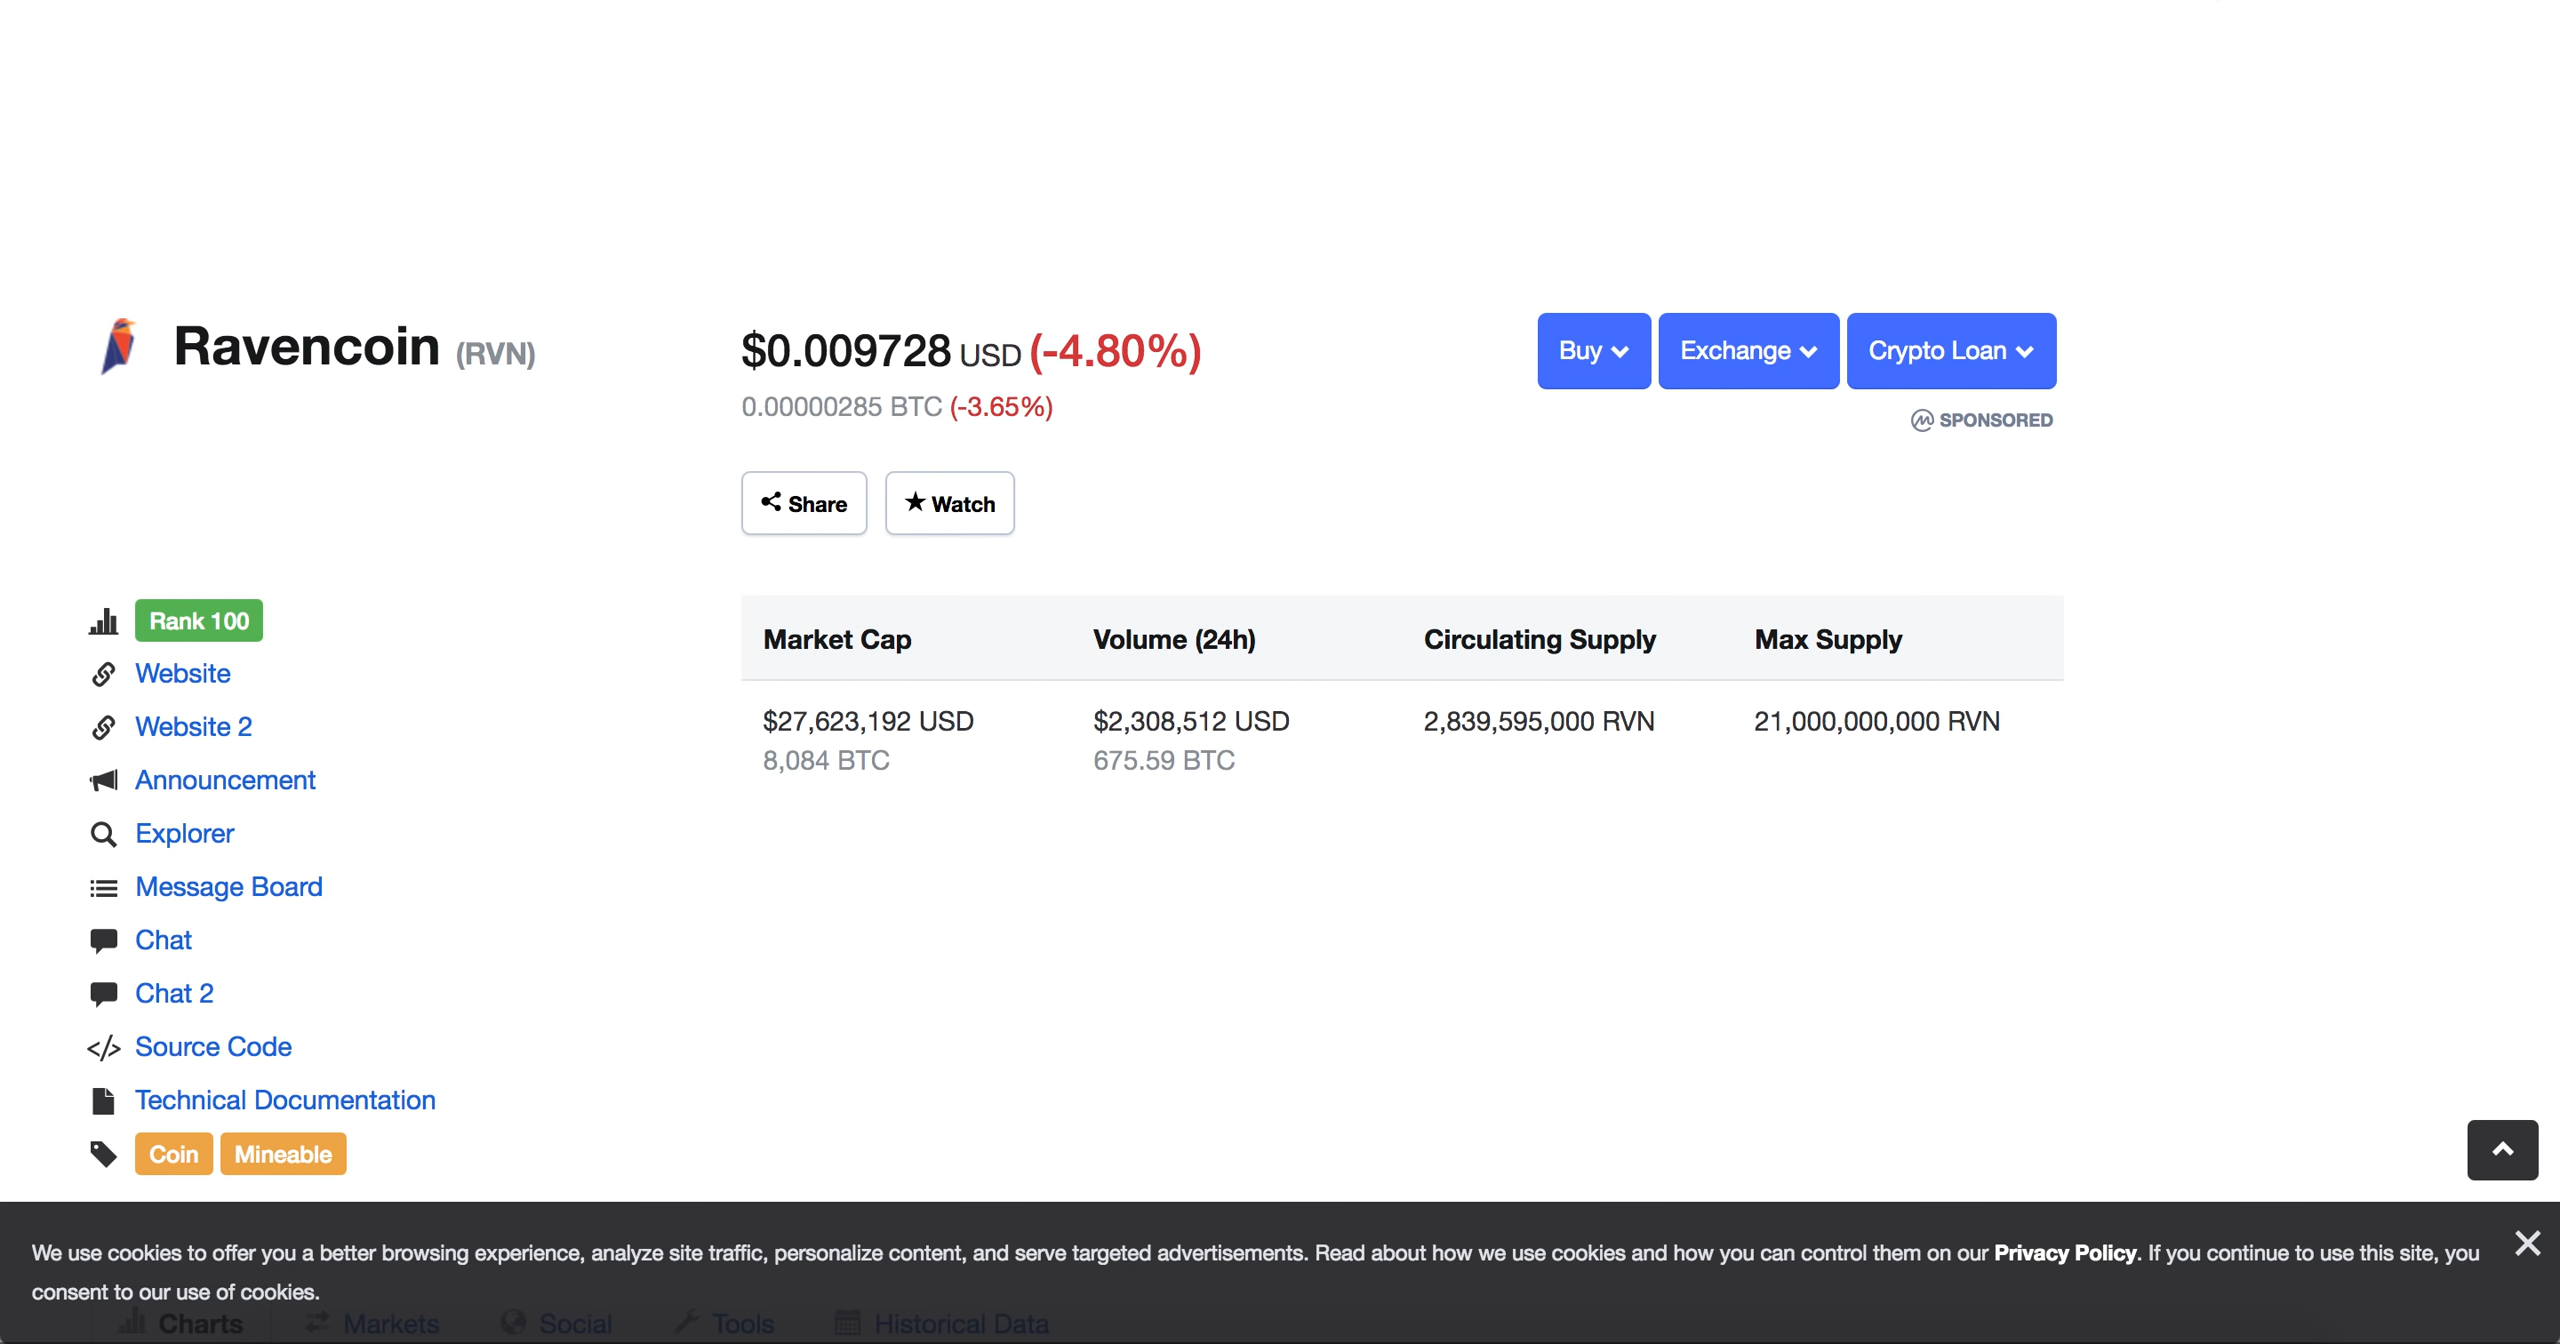 Ravencoin (RVN)
$0.009728 USD (-4.80%)
0.00000285 BTC (-3.65%)
Buy
Exchange
Crypto Loan
SPONSORED
Share
Watch
Rank 100
Website
Website 2
Announcement
Explorer
Message Board
Chat
Chat 2
Source Code
Technical Documentation
Coin Mineable
Market Cap Volume (24h) Circulating Supply Max Supply
$27,623,192 USD $2,308,512 USD 2,839,595,000 RVN 21,000,000,000 RVN
8,084 BTC 675.59 BTC
We use cookies to offer you a better browsing experience, analyze site traffic, personalize content, and serve targeted advertisements. Read about how we use cookies and how you can control them on our Privacy Policy. If you continue to use this site, you
consent to our use of cookies.
Charts Markets Social Tools Historical Data